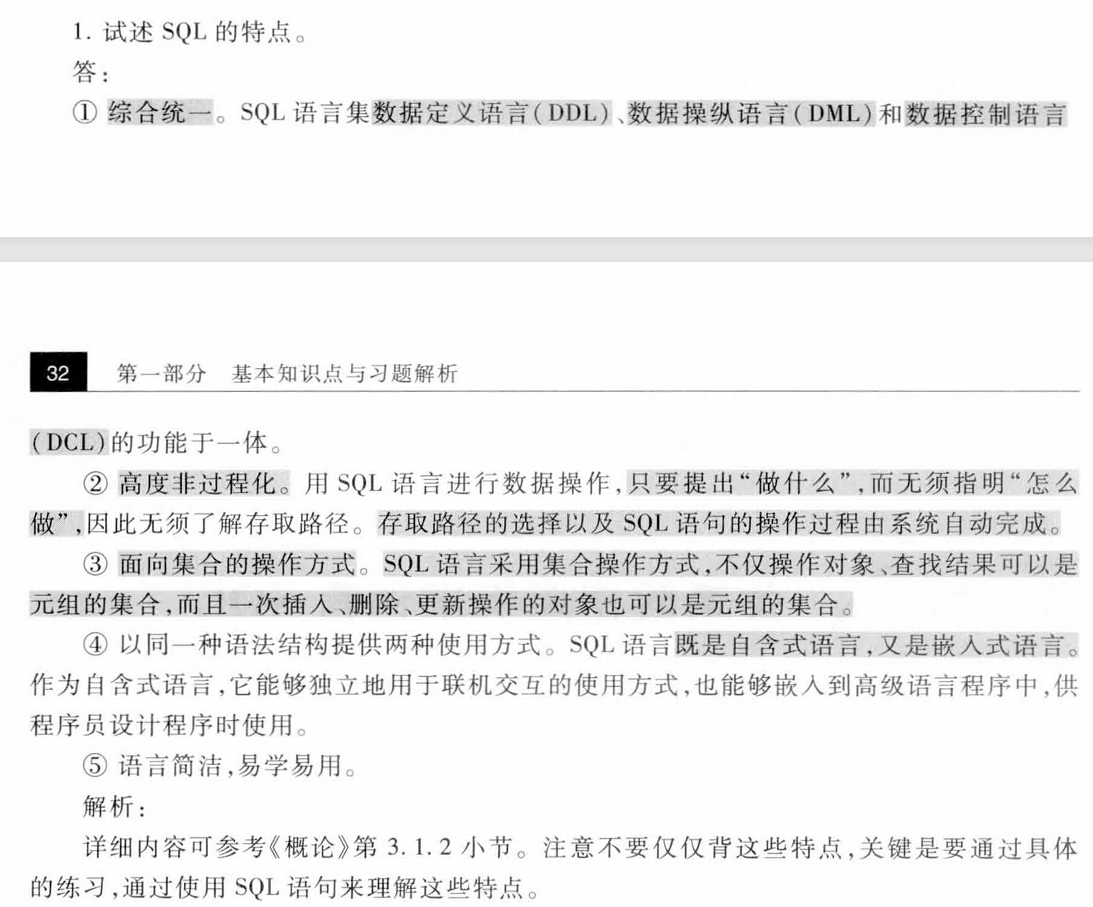 1. 试述 SQL 的特点。
答：
① 综合统一。SQL 语言集数据定义语言(DDL)、数据操纵语言(DML)和数据控制语言
32 第一部分 基本知识点与习题解析
(DCL)的功能于一体。
② 高度非过程化。用 SQL 语言进行数据操作,只要提出“做什么”,而无须指明“怎么
做”,因此无须了解存取路径。存取路径的选择以及 SQL 语句的操作过程由系统自动完成。
③ 面向集合的操作方式。SQL 语言采用集合操作方式,不仅操作对象、查找结果可以是
元组的集合,而且一次插入、删除、更新操作的对象也可以是元组的集合。
④ 以同一种语法结构提供两种使用方式。SQL 语言既是自含式语言,又是嵌入式语言。
作为自含式语言,它能够独立地用于联机交互的使用方式,也能够嵌入到高级语言程序中,供
程序员设计程序时使用。
⑤ 语言简洁,易学易用。
解析：
详细内容可参考《概论》第 3.1.2 小节。注意不要仅仅背这些特点,关键是要通过具体
的练习,通过使用 SQL 语句来理解这些特点。